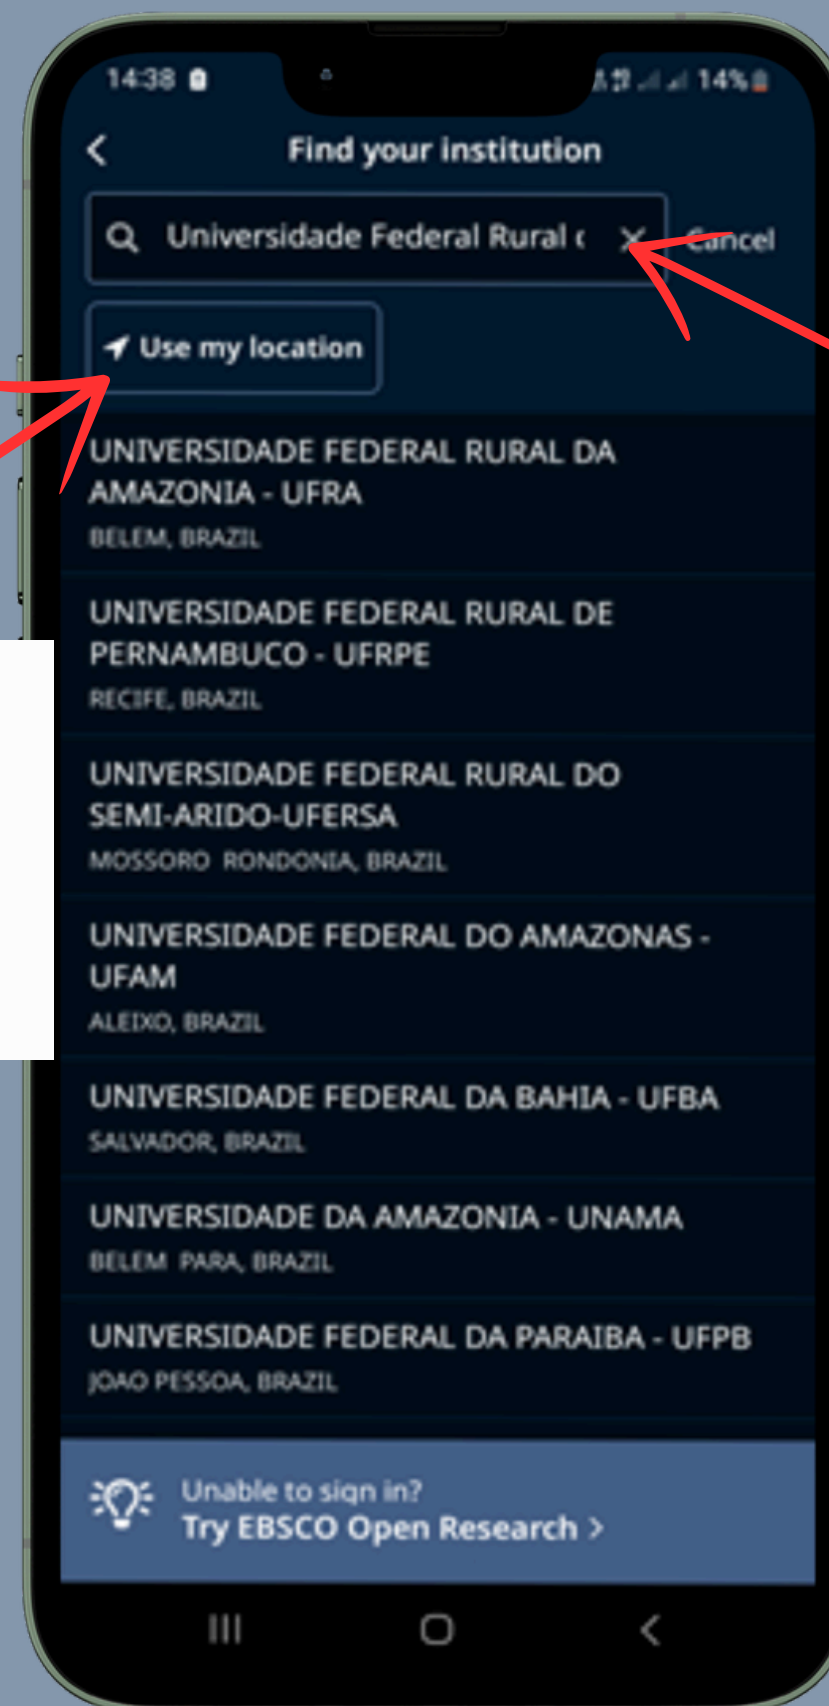 14:38
14%
Find your institution
Universidade Federal Rural
Cancel
Use my location
UNIVERSIDADE FEDERAL RURAL DA
AMAZONIA - UFRA
BELEM, BRAZIL
UNIVERSIDADE FEDERAL RURAL DE
PERNAMBUCO - UFRPE
RECIFE, BRAZIL
UNIVERSIDADE FEDERAL RURAL DO
SEMI-ARIDO-UFERSA
MOSSORO RONDONIA, BRAZIL
UNIVERSIDADE FEDERAL DO AMAZONAS -
UFAM
ALEIXO, BRAZIL
UNIVERSIDADE FEDERAL DA BAHIA - UFBA
SALVADOR, BRAZIL
UNIVERSIDADE DA AMAZONIA - UNAMA
BELEM PARA, BRAZIL
UNIVERSIDADE FEDERAL DA PARAIBA - UFPB
JOAO PESSOA, BRAZIL
Unable to sign in?
Try EBSCO Open Research >